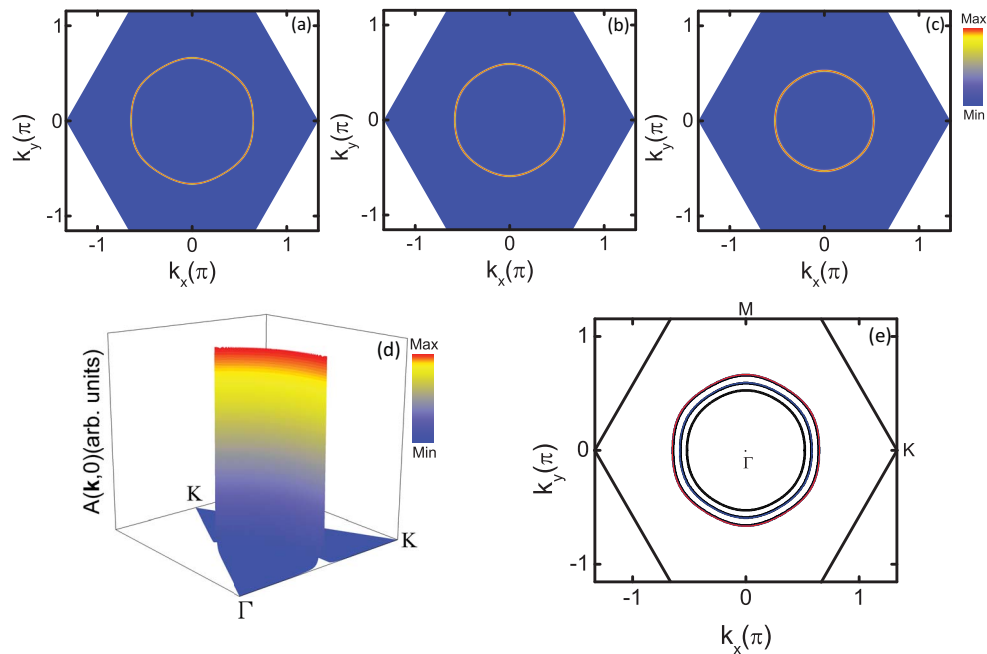 (a)
1
0
-1
k_y(π)
-1
0
1
k_x(π)
(b)
1
0
-1
k_y(π)
-1
0
1
k_x(π)
(c)
1
0
-1
k_y(π)
-1
0
1
k_x(π)
Max
Min
(d)
A(k,0)(arb. units)
Max
Min
K
K
Γ
M
(e)
1
0
-1
k_y(π)
K
Γ
-1
0
1
k_x(π)